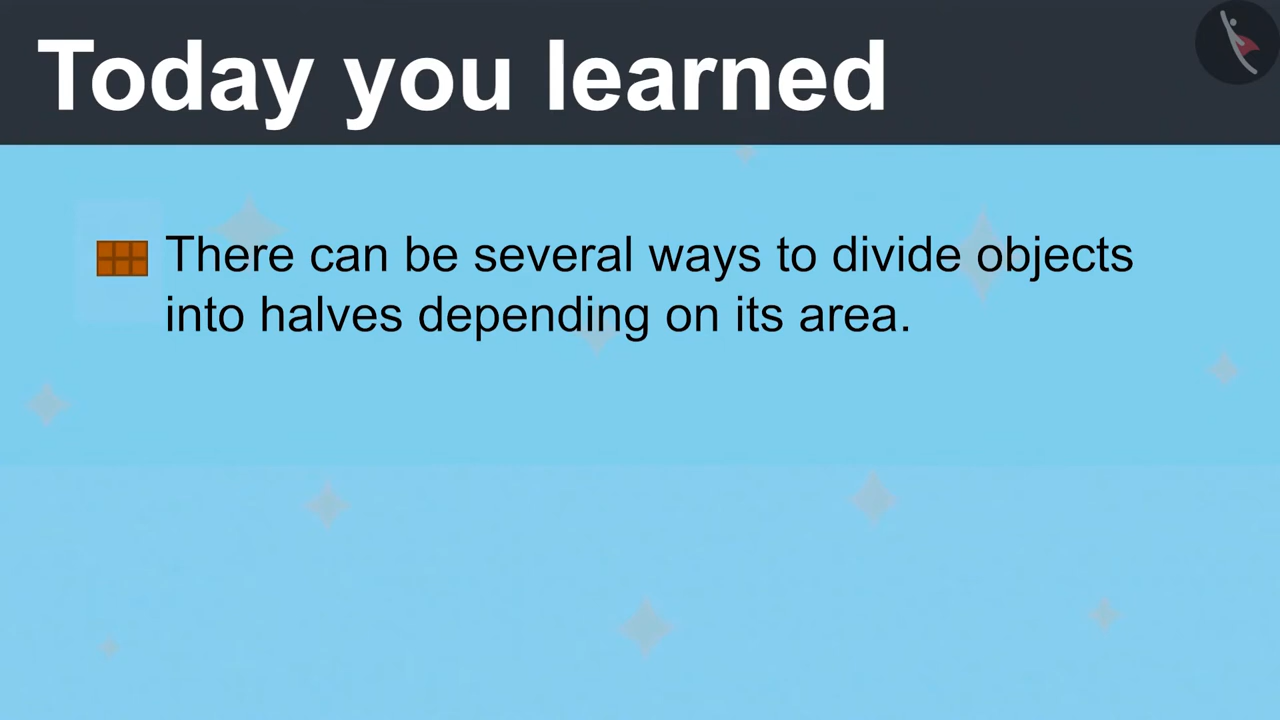 Today you learned
There can be several ways to divide objects
into halves depending on its area.